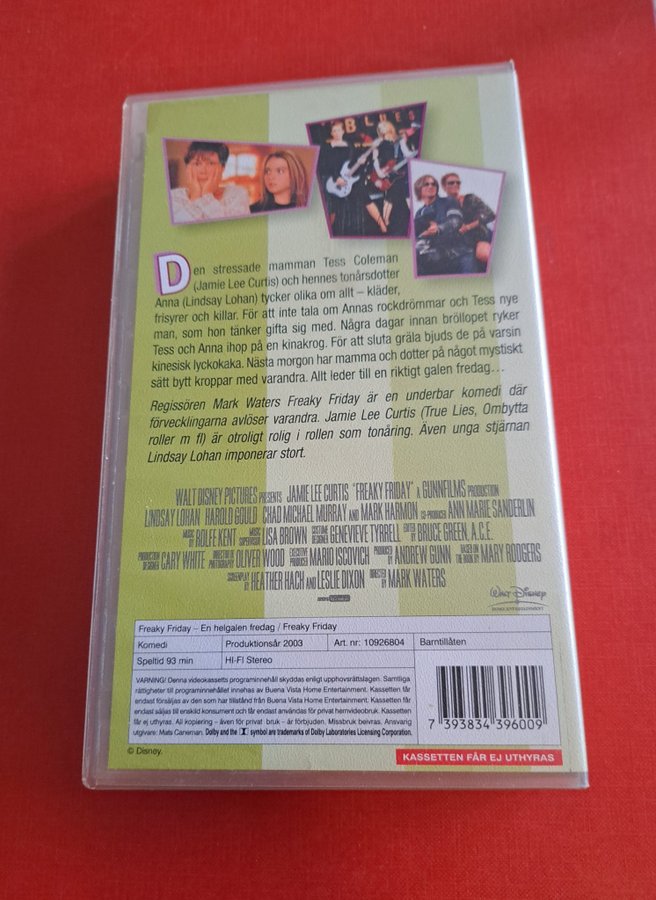 BLUES
Den stressade mamman Tess Coleman
(Jamie Lee Curtis) och hennes tonårsdotter
Anna (Lindsay Lohan) tycker olika om allt – kläder,
frisyrer och killar. För att inte tala om Annas rockdrömmar och Tess nye
man, som hon tänker gifta sig med. Några dagar innan bröllopet ryker
Tess och Anna ihop på en kinakrog. För att sluta gräla bjuds de på varsin
kinesisk lyckokaka. Nästa morgon har mamma och dotter på något mystiskt
sätt bytt kroppar med varandra. Allt leder till en riktigt galen fredag...
Regissören Mark Waters Freaky Friday är en underbar komedi där
förvecklingarna avlöser varandra. Jamie Lee Curtis (True Lies, Ombytta
roller m fl) är otroligt rolig i rollen som tonåring. Även unga stjärnan
Lindsay Lohan imponerar stort.
WALT DISNEY PICTURES PRESENTS JAMIE LEE CURTIS "FREAKY FRIDAY" A GUNNFILMS PRODUCTION
LINDSAY LOHAN HAROLD GOULD CHAD MICHAEL MURRAY AND MARK HARMON CO-PRODUCER ANN MARIE SANDERLIN
MUSIC BY ROLFE KENT MUSIC SUPERVISOR LISA BROWN COSTUME DESIGNER GENEVIEVE TYRRELL EDITED BY BRUCE GREEN, A.C.E.
PRODUCTION DESIGNER CARY WHITE DIRECTOR OF PHOTOGRAPHY OLIVER WOOD EXECUTIVE PRODUCER MARIO ISCOVICH PRODUCED BY ANDREW GUNN BASED ON THE BOOK BY MARY RODGERS
SCREENPLAY BY HEATHER HACH AND LESLIE DIXON DIRECTED BY MARK WATERS
WALT DISNEY
HOME ENTERTAINMENT
Freaky Friday – En helgalen fredag / Freaky Friday
Komedi Produktionsår 2003 Art. nr: 10926804 Barntillåten
Speltid 93 min HI-FI Stereo
VARNING! Denna videokassetts programinnehåll skyddas enligt upphovsrättslagen. Samtliga
rättigheter till programinnehållet innehas av Buena Vista Home Entertainment. Kassetten får
endast försäljas av den som har tillstånd från Buena Vista Home Entertainment. Kassetten får
endast säljas till enskild konsument och får endast användas för privat hemvideobruk. Kassetten
får ej uthyras. All kopiering – även för privat bruk – är förbjuden. Missbruk beivras. Ansvarig
utgivare: Mats Caneman. Dolby and the symbol are trademarks of Dolby Laboratories Licensing Corporation.
7 393834 396009
© Disney.
KASSETTEN FÅR EJ UTHYRAS